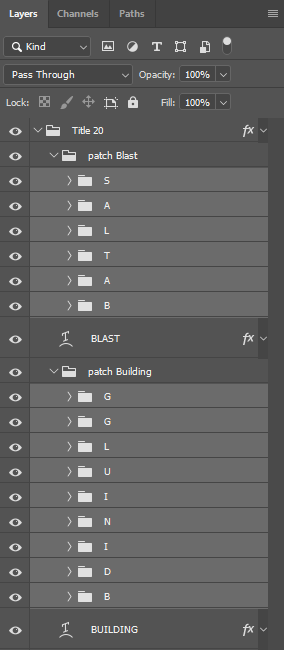 Layers Channels Paths
Kind
Pass Through Opacity: 100%
Lock: Fill: 100%
Title 20 fx
patch Blast
S
A
L
T
A
B
BLAST fx
patch Building
G
G
L
U
I
N
I
D
B
BUILDING fx